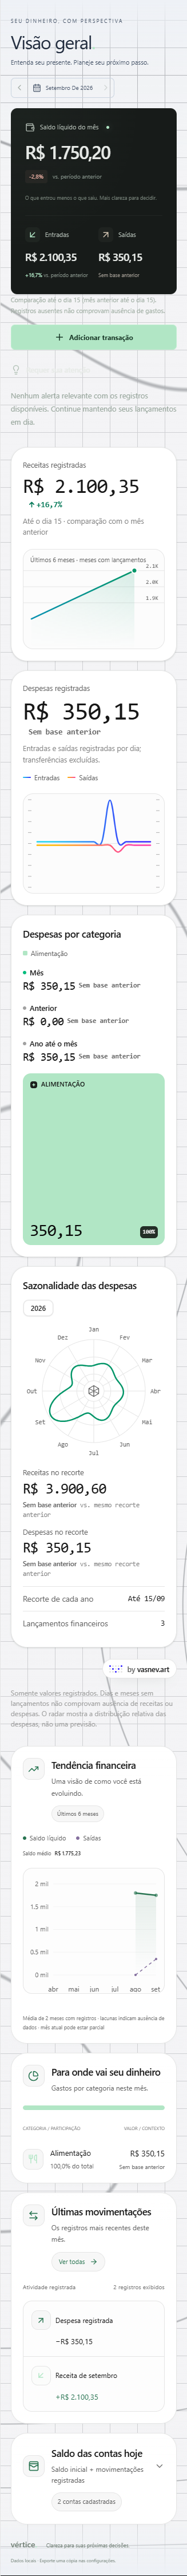 SEU DINHEIRO, COM PERSPECTIVA
Visão geral
Entenda seu presente. Planeje seu próximo passo.
Setembro De 2026
Saldo líquido do mês
R$ 1.750,20
-2,8% vs. período anterior
O que entrou menos o que saiu. Mais clareza para decidir.
Entradas
R$ 2.100,35
+16,7% vs. período anterior
Saídas
R$ 350,15
Sem base anterior
Comparação até o dia 15 (mês anterior até o dia 15).
Registros ausentes não comprovam ausência de gastos.
Adicionar transação
Nenhum alerta relevante com os registros
disponíveis. Continue mantendo seus lançamentos
em dia.
Receitas registradas
R$ 2.100,35
↑ +16,7%
Até o dia 15 · comparação com o mês
anterior
Últimos 6 meses · meses com lançamentos
2.1K
2.0K
1.9K
Despesas registradas
R$ 350,15
Sem base anterior
Entradas e saídas registradas por dia;
transferências excluídas.
Entradas Saídas
Despesas por categoria
Alimentação
Mês
R$ 350,15 Sem base anterior
Anterior
R$ 0,00 Sem base anterior
Ano até o mês
R$ 350,15 Sem base anterior
ALIMENTAÇÃO
350,15
100%
Sazonalidade das despesas
2026
Jan
Fev
Mar
Abr
Mai
Jun
Jul
Ago
Set
Out
Nov
Dez
Receitas no recorte
R$ 3.900,60
Sem base anterior vs. mesmo recorte
anterior
Despesas no recorte
R$ 350,15
Sem base anterior vs. mesmo recorte
anterior
Recorte de cada ano Até 15/09
Lançamentos financeiros 3
by vasnev.art
Somente valores registrados. Dias e meses sem
lançamentos não comprovam ausência de receitas ou
despesas. O radar mostra a distribuição relativa das
despesas, não uma previsão.
Tendência financeira
Uma visão de como você está
evoluindo.
Últimos 6 meses
Saldo líquido Saídas
Saldo médio R$ 1.775,23
2 mil
1.5 mil
1 mil
0.5 mil
0 mil
abr mai jun jul ago set
Média de 2 meses com registros · lacunas indicam ausência de
dados · mês atual pode estar parcial
Para onde vai seu dinheiro
Gastos por categoria neste mês.
CATEGORIA / PARTICIPAÇÃO VALOR / CONTEXTO
Alimentação R$ 350,15
100,0% do total Sem base anterior
Últimas movimentações
Os registros mais recentes deste
mês.
Ver todas →
Atividade registrada 2 registros exibidos
Despesa registrada
−R$ 350,15
Receita de setembro
+R$ 2.100,35
Saldo das contas hoje
Saldo inicial + movimentações
registradas
2 contas cadastradas
vértice Clareza para suas próximas decisões.
Dados locais · Exporte uma cópia nas configurações.